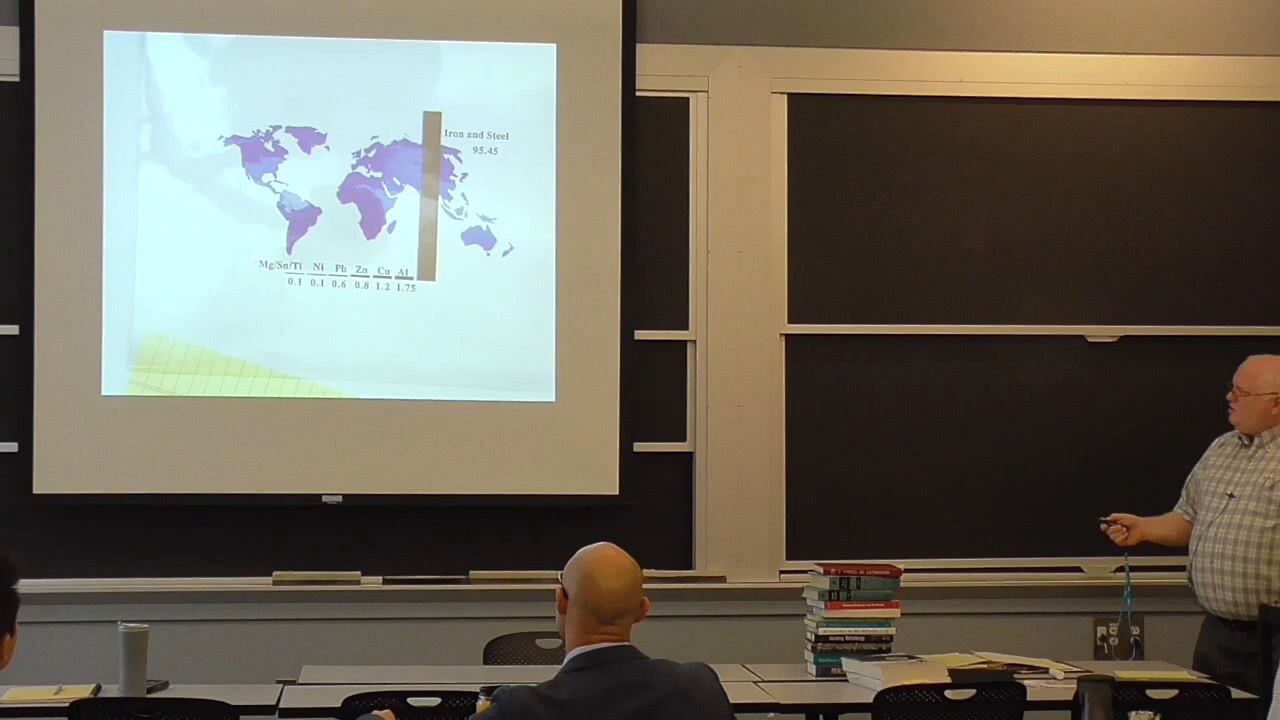 Iron and Steel
95.45
Mg/Sn/Ti Ni Pb Zn Cu Al
0.1 0.1 0.6 0.8 1.2 1.75